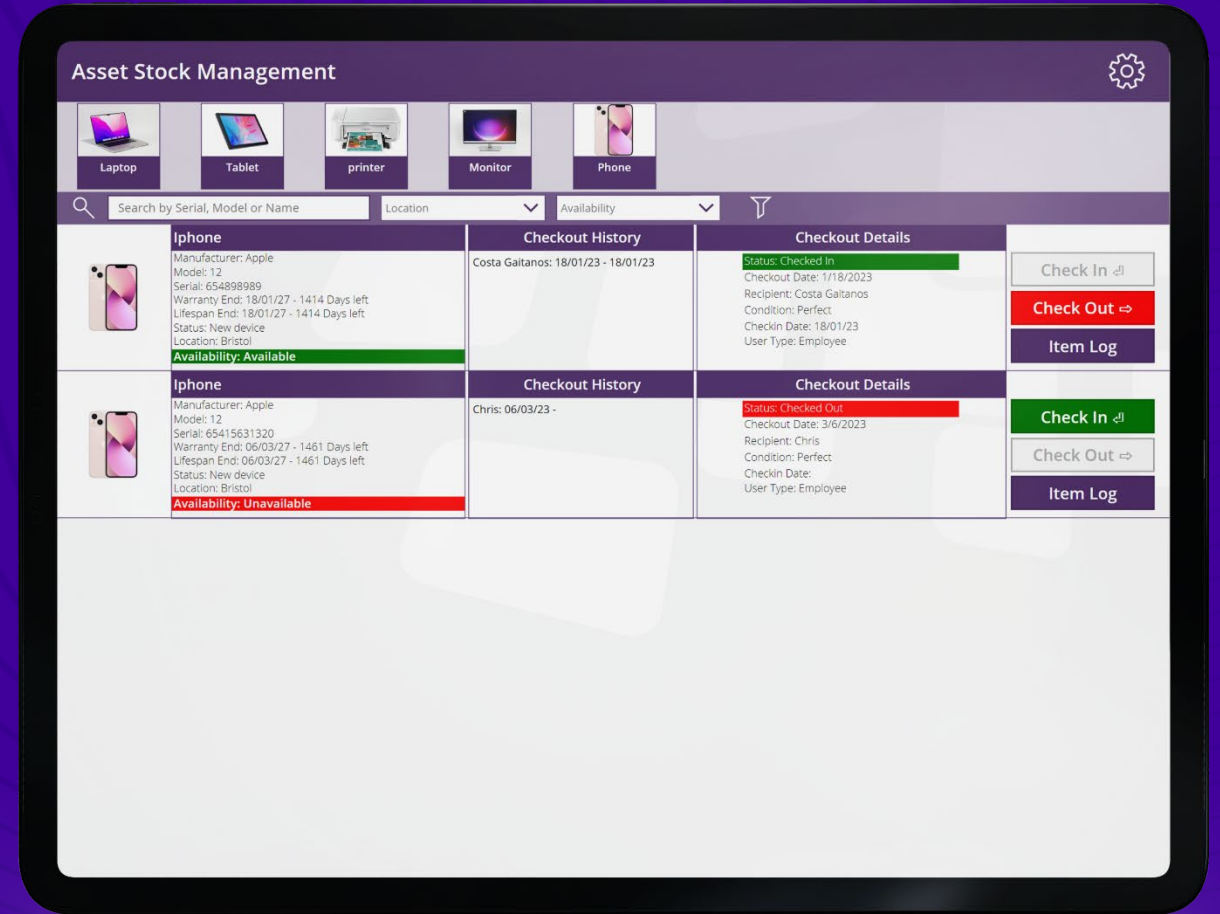 Asset Stock Management
Laptop
Tablet
printer
Monitor
Phone
Search by Serial, Model or Name
Location
Availability
Iphone
Checkout History
Checkout Details
Manufacturer: Apple
Model: 12
Serial: 654898989
Warranty End: 18/01/27 - 1414 Days left
Lifespan End: 18/01/27 - 1414 Days left
Status: New device
Location: Bristol
Availability: Available
Costa Gaitanos: 18/01/23 - 18/01/23
Status: Checked In
Checkout Date: 1/18/2023
Recipient: Costa Gaitanos
Condition: Perfect
Checkin Date: 18/01/23
User Type: Employee
Check In
Check Out
Item Log
Iphone
Checkout History
Checkout Details
Manufacturer: Apple
Model: 12
Serial: 65415631320
Warranty End: 06/03/27 - 1461 Days left
Lifespan End: 06/03/27 - 1461 Days left
Status: New device
Location: Bristol
Availability: Unavailable
Chris: 06/03/23 -
Status: Checked Out
Checkout Date: 3/6/2023
Recipient: Chris
Condition: Perfect
Checkin Date:
User Type: Employee
Check In
Check Out
Item Log